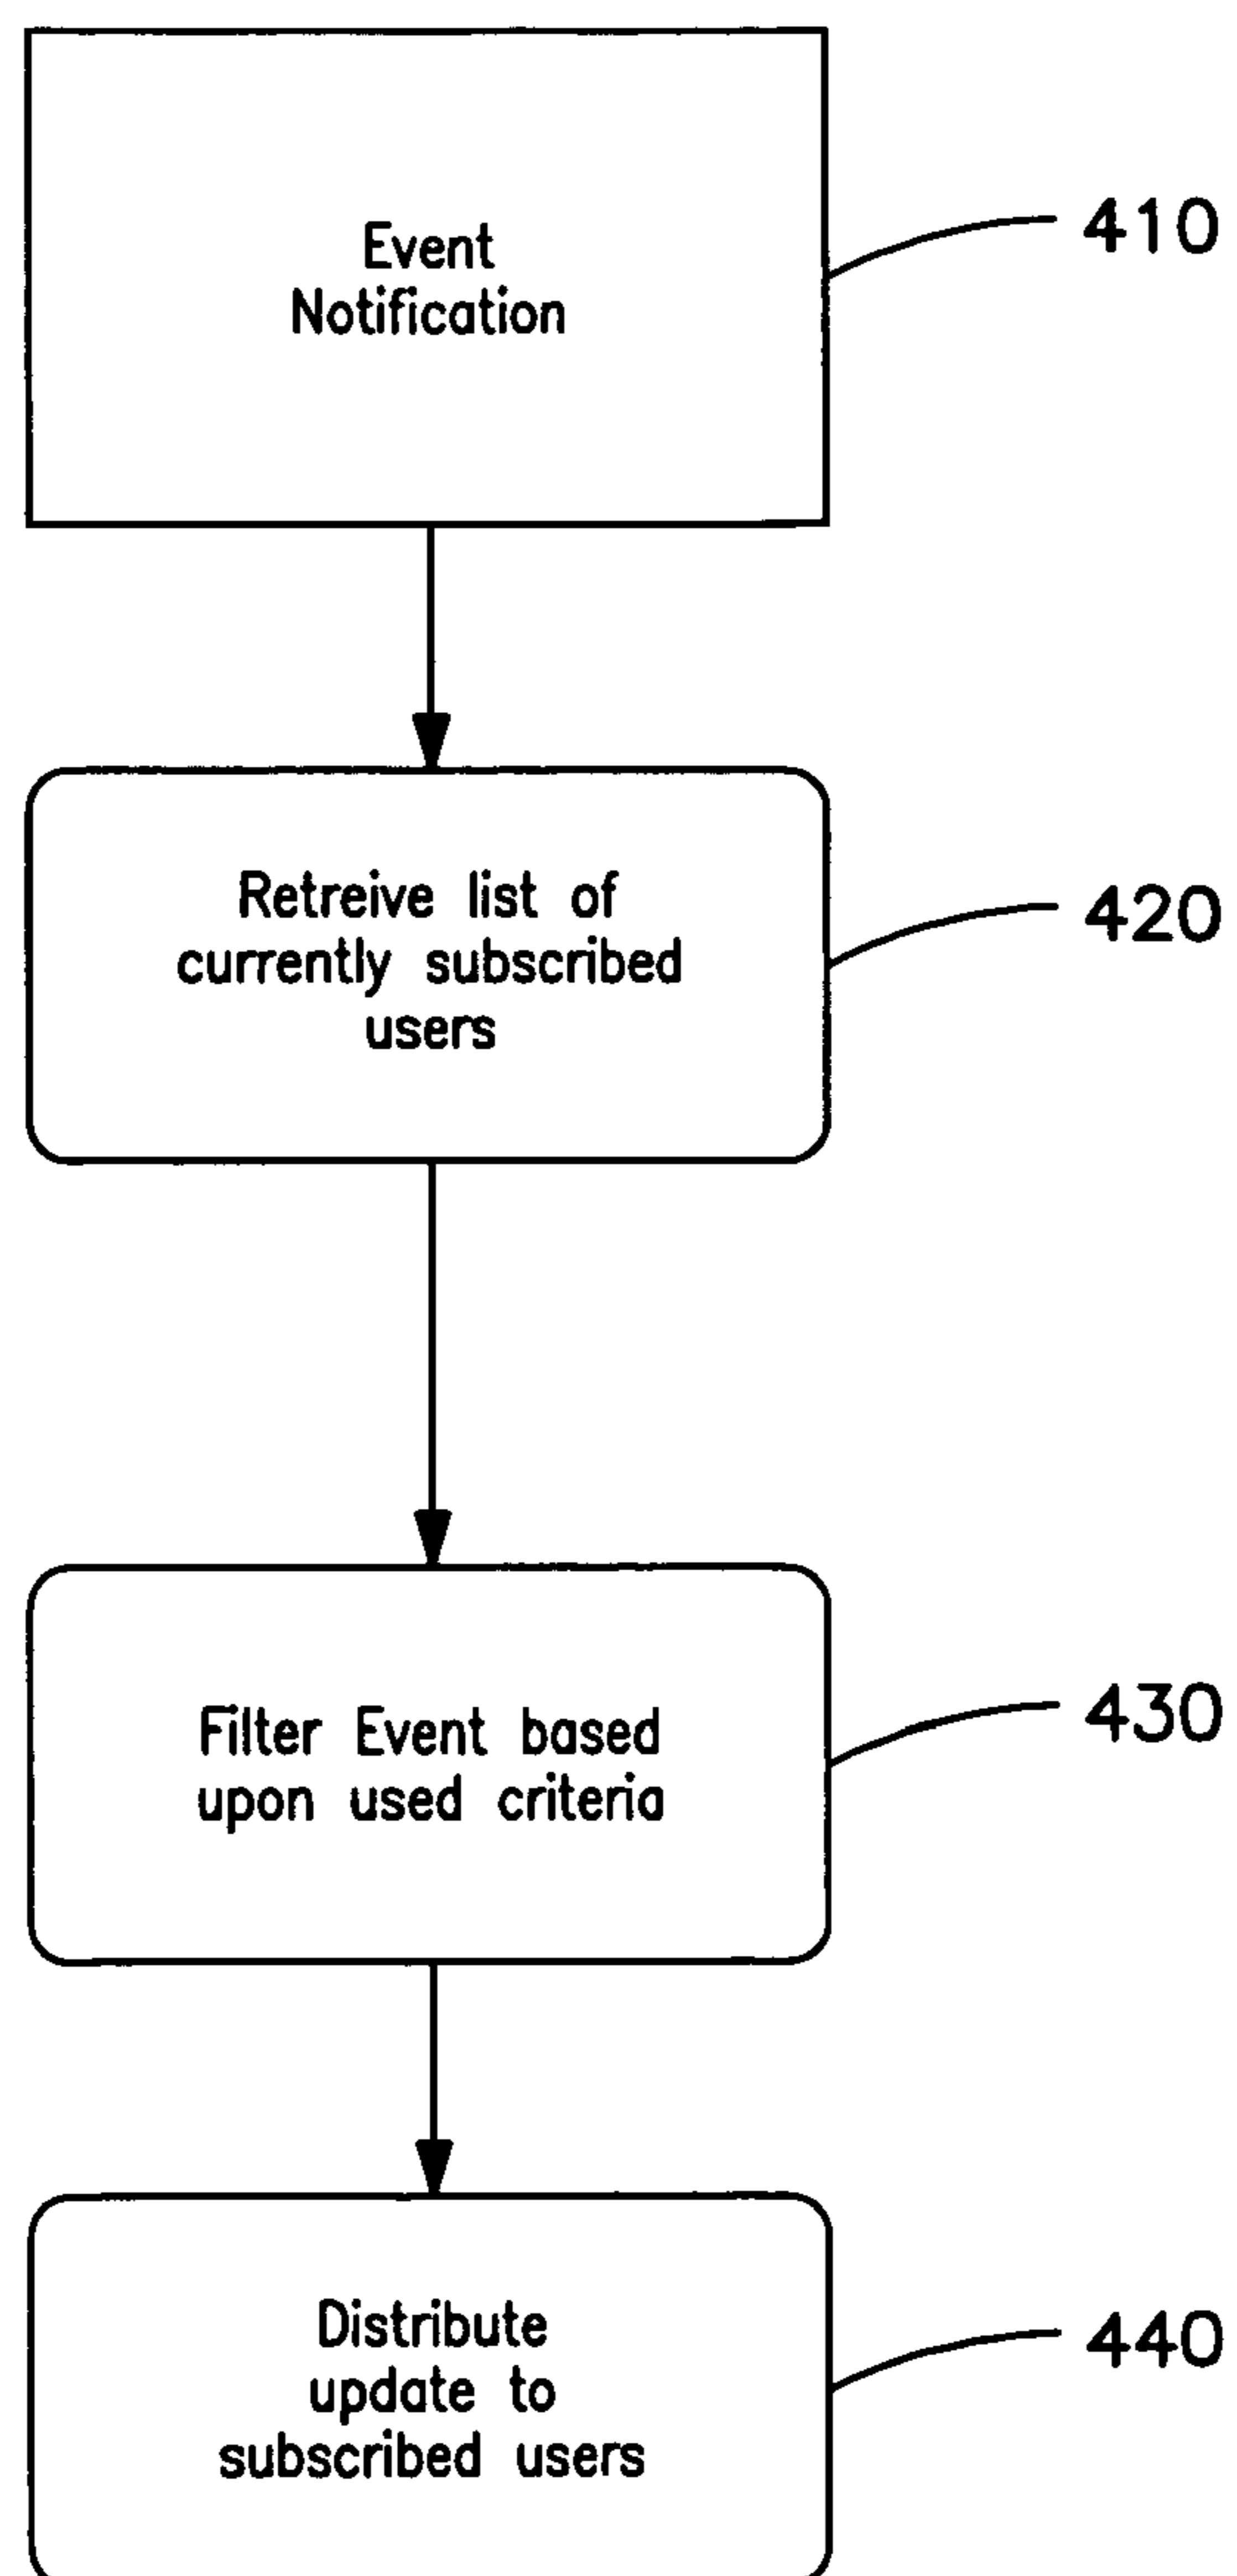 Event
Notification
410
Retreive list of
currently subscribed
users
420
Filter Event based
upon used criteria
430
Distribute
update to
subscribed users
440